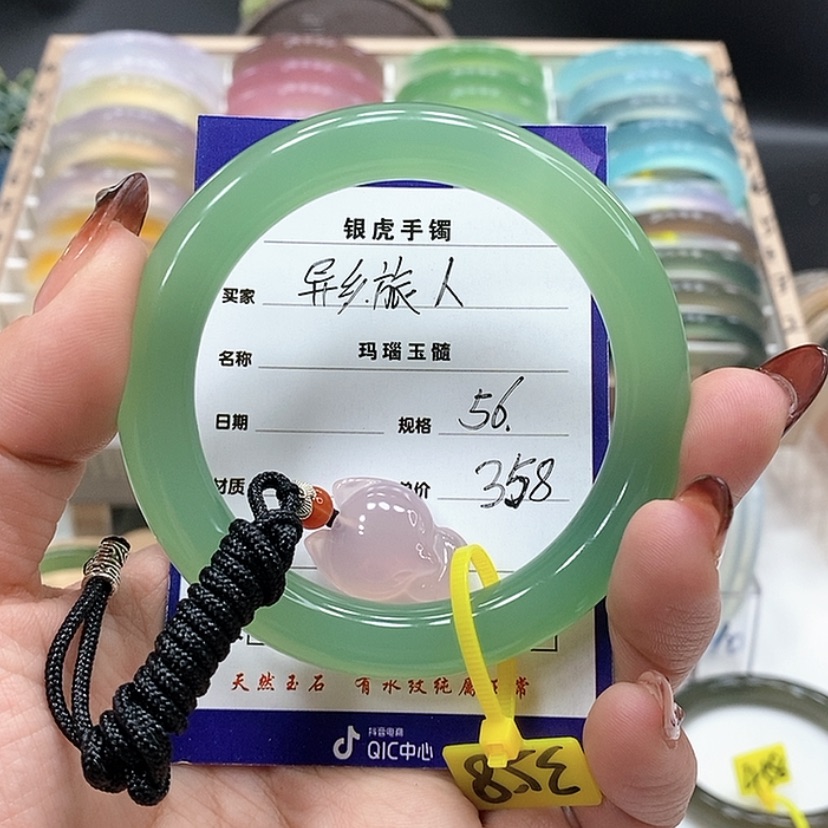 银虎手镯
买家 异乡旅人
名称 玛瑙玉髓
日期 规格 56.
材质 价 358
天然玉石 有水纹纯属 常
抖音电商
QIC中心
358